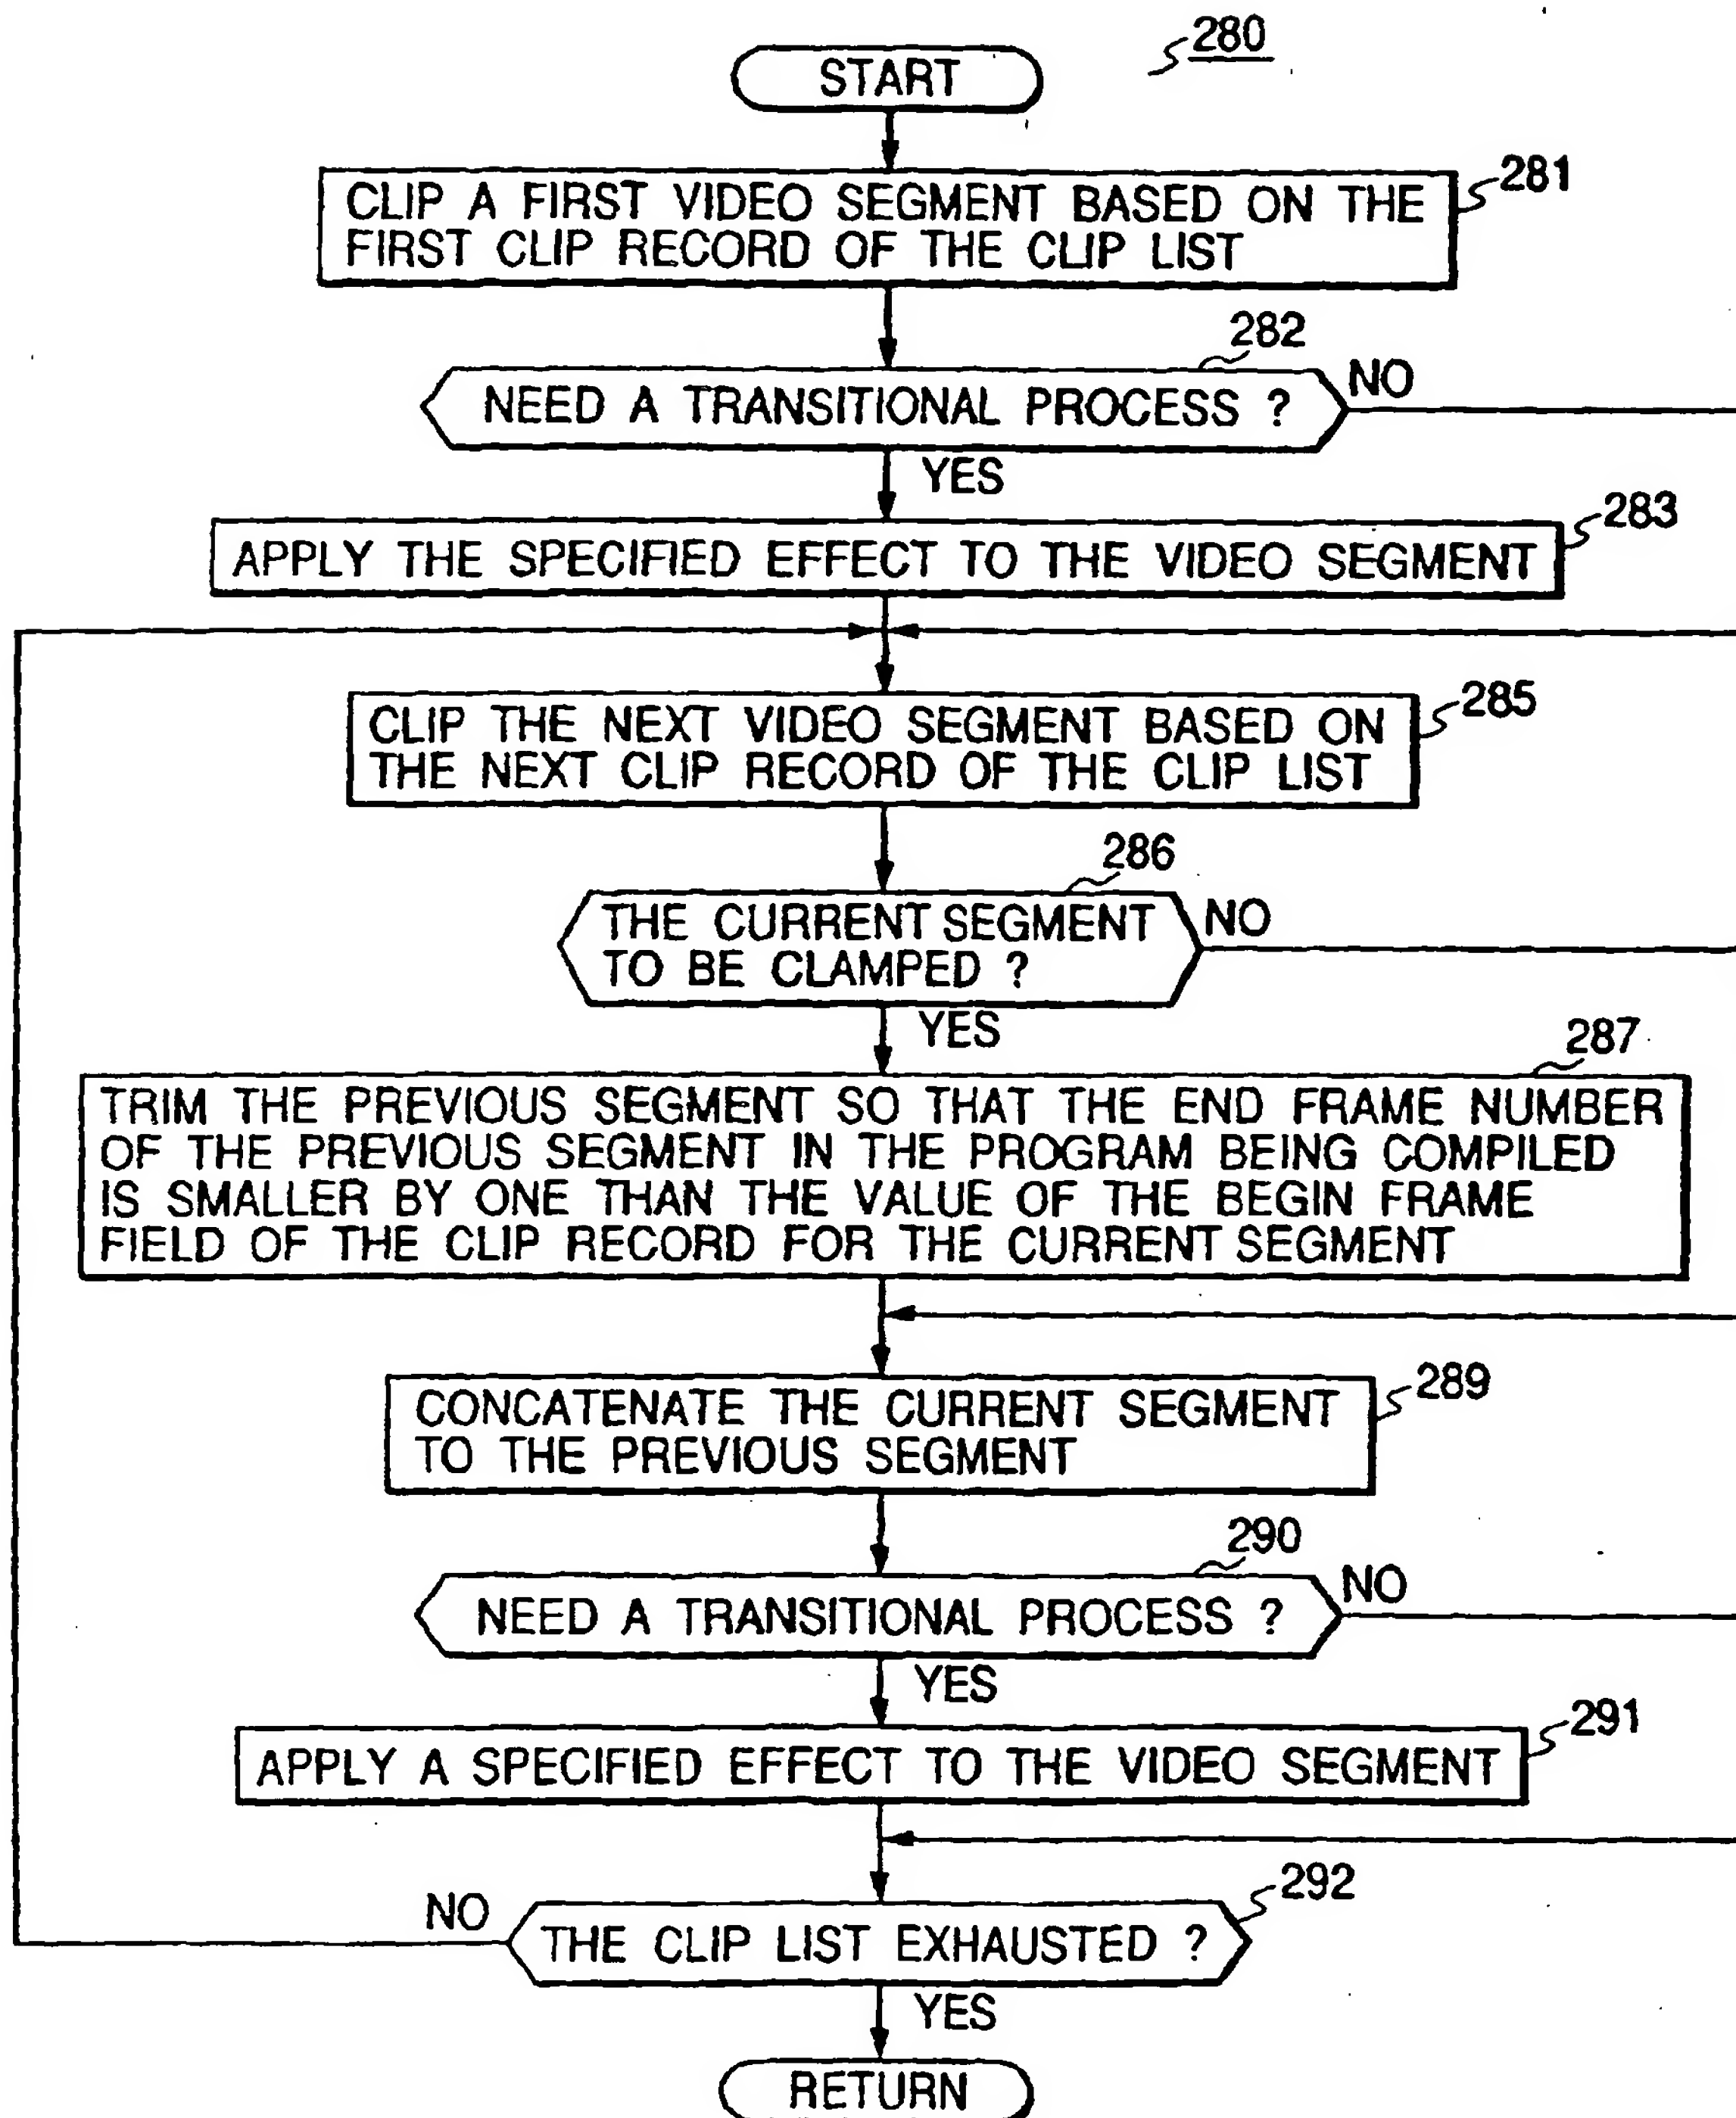 280
START
281
CLIP A FIRST VIDEO SEGMENT BASED ON THE
FIRST CLIP RECORD OF THE CLIP LIST
282
NEED A TRANSITIONAL PROCESS ?
NO
YES
283
APPLY THE SPECIFIED EFFECT TO THE VIDEO SEGMENT
285
CLIP THE NEXT VIDEO SEGMENT BASED ON
THE NEXT CLIP RECORD OF THE CLIP LIST
286
THE CURRENT SEGMENT
TO BE CLAMPED ?
NO
YES
287
TRIM THE PREVIOUS SEGMENT SO THAT THE END FRAME NUMBER
OF THE PREVIOUS SEGMENT IN THE PROGRAM BEING COMPILED
IS SMALLER BY ONE THAN THE VALUE OF THE BEGIN FRAME
FIELD OF THE CLIP RECORD FOR THE CURRENT SEGMENT
289
CONCATENATE THE CURRENT SEGMENT
TO THE PREVIOUS SEGMENT
290
NEED A TRANSITIONAL PROCESS ?
NO
YES
291
APPLY A SPECIFIED EFFECT TO THE VIDEO SEGMENT
292
NO
THE CLIP LIST EXHAUSTED ?
YES
RETURN